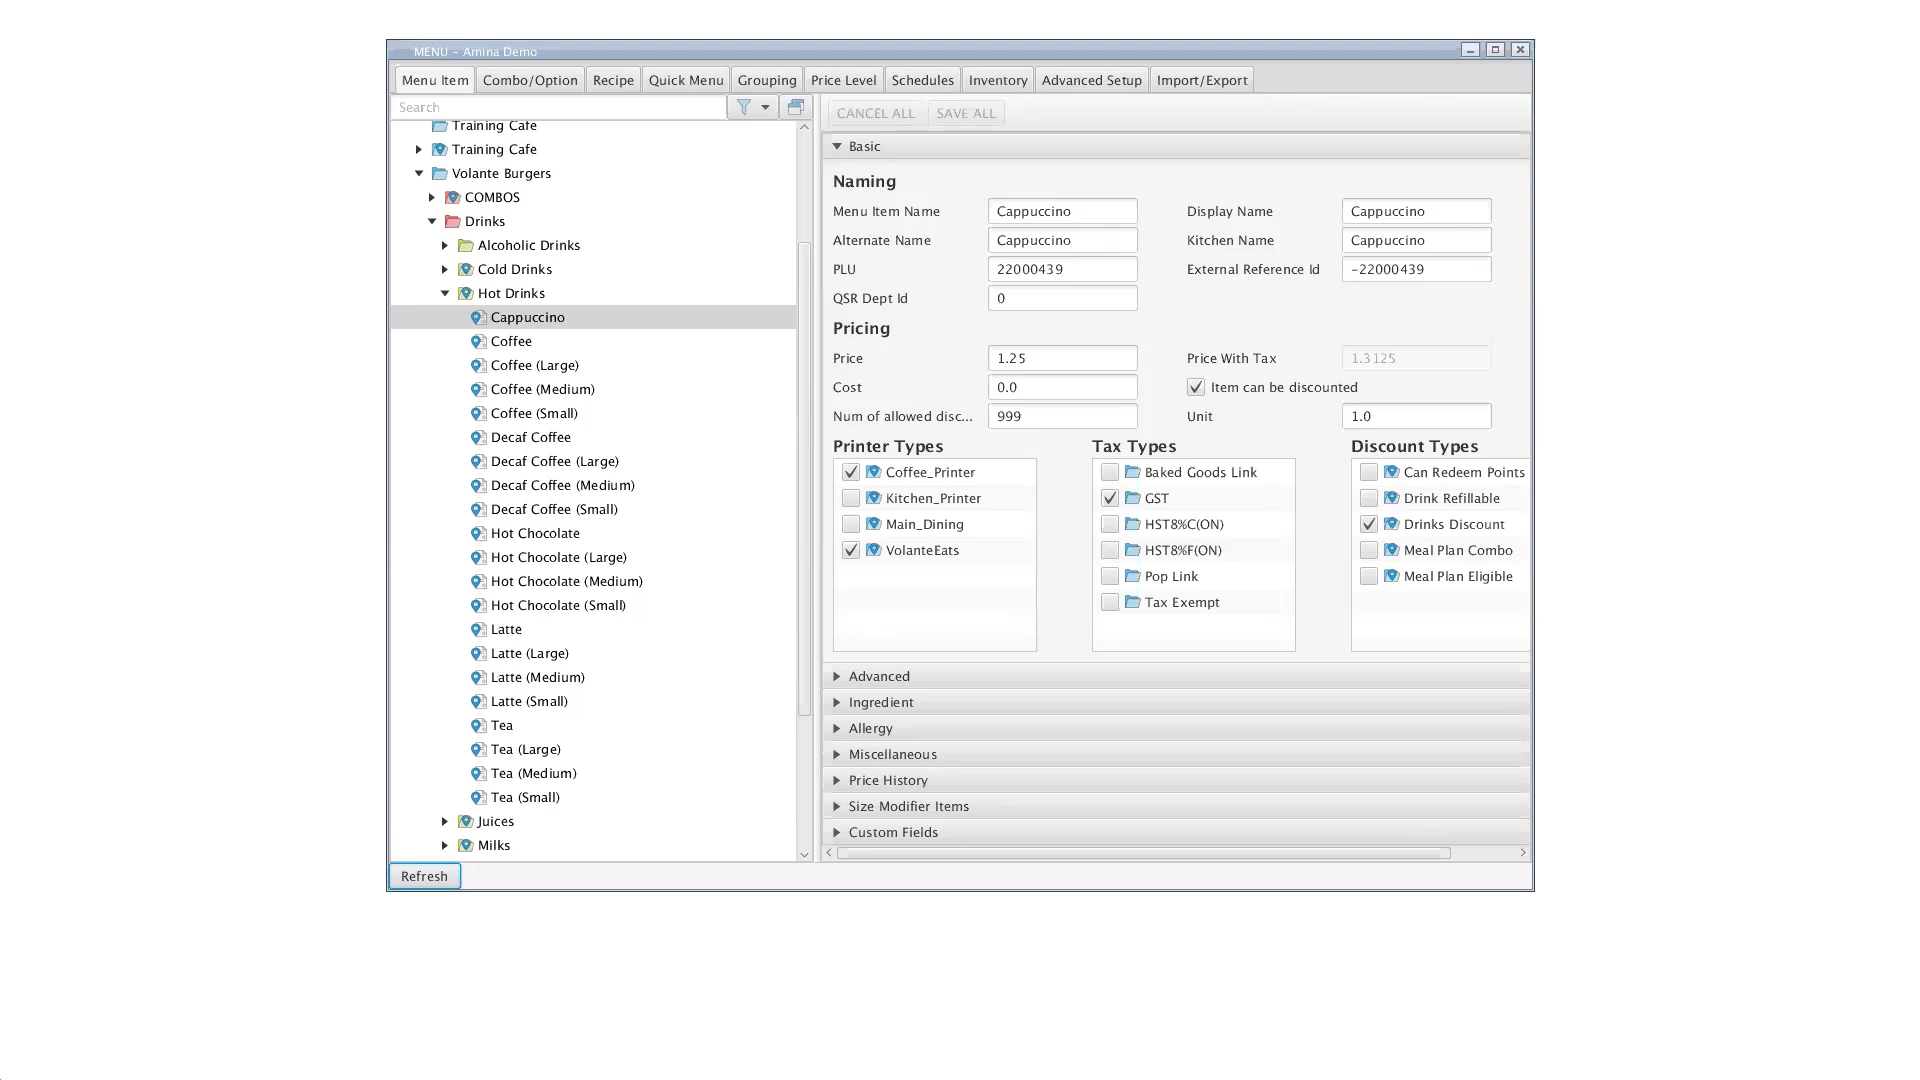 MENU - Amina Demo
Menu Item Combo/Option Recipe Quick Menu Grouping Price Level Schedules Inventory Advanced Setup Import/Export
Search
CANCEL ALL SAVE ALL
Training Cafe
Training Cafe
Volante Burgers
COMBOS
Drinks
Alcoholic Drinks
Cold Drinks
Hot Drinks
Cappuccino
Coffee
Coffee (Large)
Coffee (Medium)
Coffee (Small)
Decaf Coffee
Decaf Coffee (Large)
Decaf Coffee (Medium)
Decaf Coffee (Small)
Hot Chocolate
Hot Chocolate (Large)
Hot Chocolate (Medium)
Hot Chocolate (Small)
Latte
Latte (Large)
Latte (Medium)
Latte (Small)
Tea
Tea (Large)
Tea (Medium)
Tea (Small)
Juices
Milks
Refresh
Basic
Naming
Menu Item Name Cappuccino Display Name Cappuccino
Alternate Name Cappuccino Kitchen Name Cappuccino
PLU 22000439 External Reference Id -22000439
QSR Dept Id 0
Pricing
Price 1.25 Price With Tax 1.3125
Cost 0.0 Item can be discounted
Num of allowed disc... 999 Unit 1.0
Printer Types Tax Types Discount Types
Coffee_Printer Baked Goods Link Can Redeem Points
Kitchen_Printer GST Drink Refillable
Main_Dining HST8%C(ON) Drinks Discount
VolanteEats HST8%F(ON) Meal Plan Combo
Pop Link Meal Plan Eligible
Tax Exempt
Advanced
Ingredient
Allergy
Miscellaneous
Price History
Size Modifier Items
Custom Fields